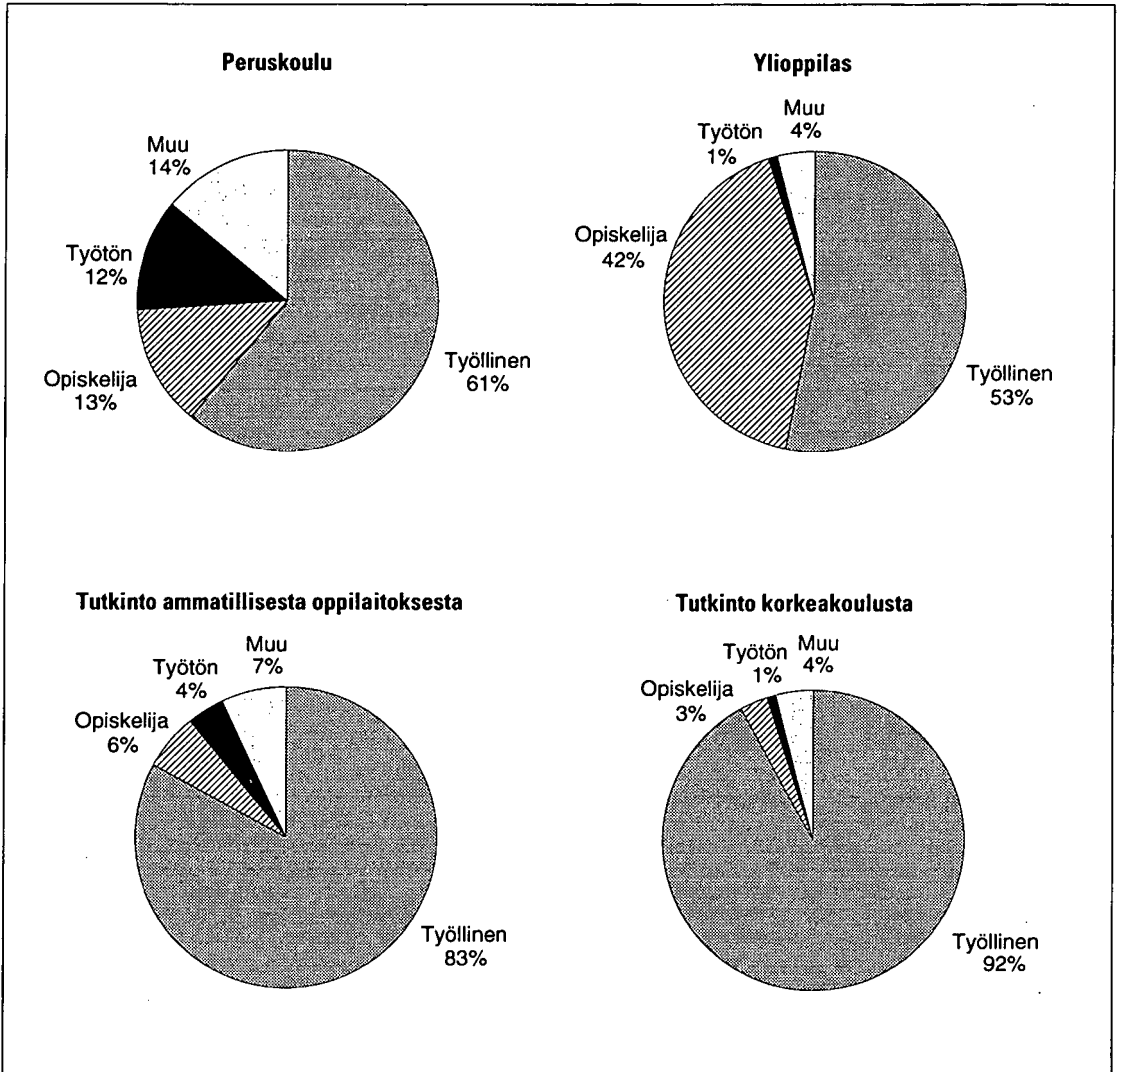 Peruskoulu
Muu
14%
Työtön
12%
Opiskelija
13%
Työllinen
61%
Ylioppilas
Muu
4%
Työtön
1%
Opiskelija
42%
Työllinen
53%
Tutkinto ammatillisesta oppilaitoksesta
Muu
7%
Työtön
4%
Opiskelija
6%
Työllinen
83%
Tutkinto korkeakoulusta
Muu
4%
Työtön
1%
Opiskelija
3%
Työllinen
92%